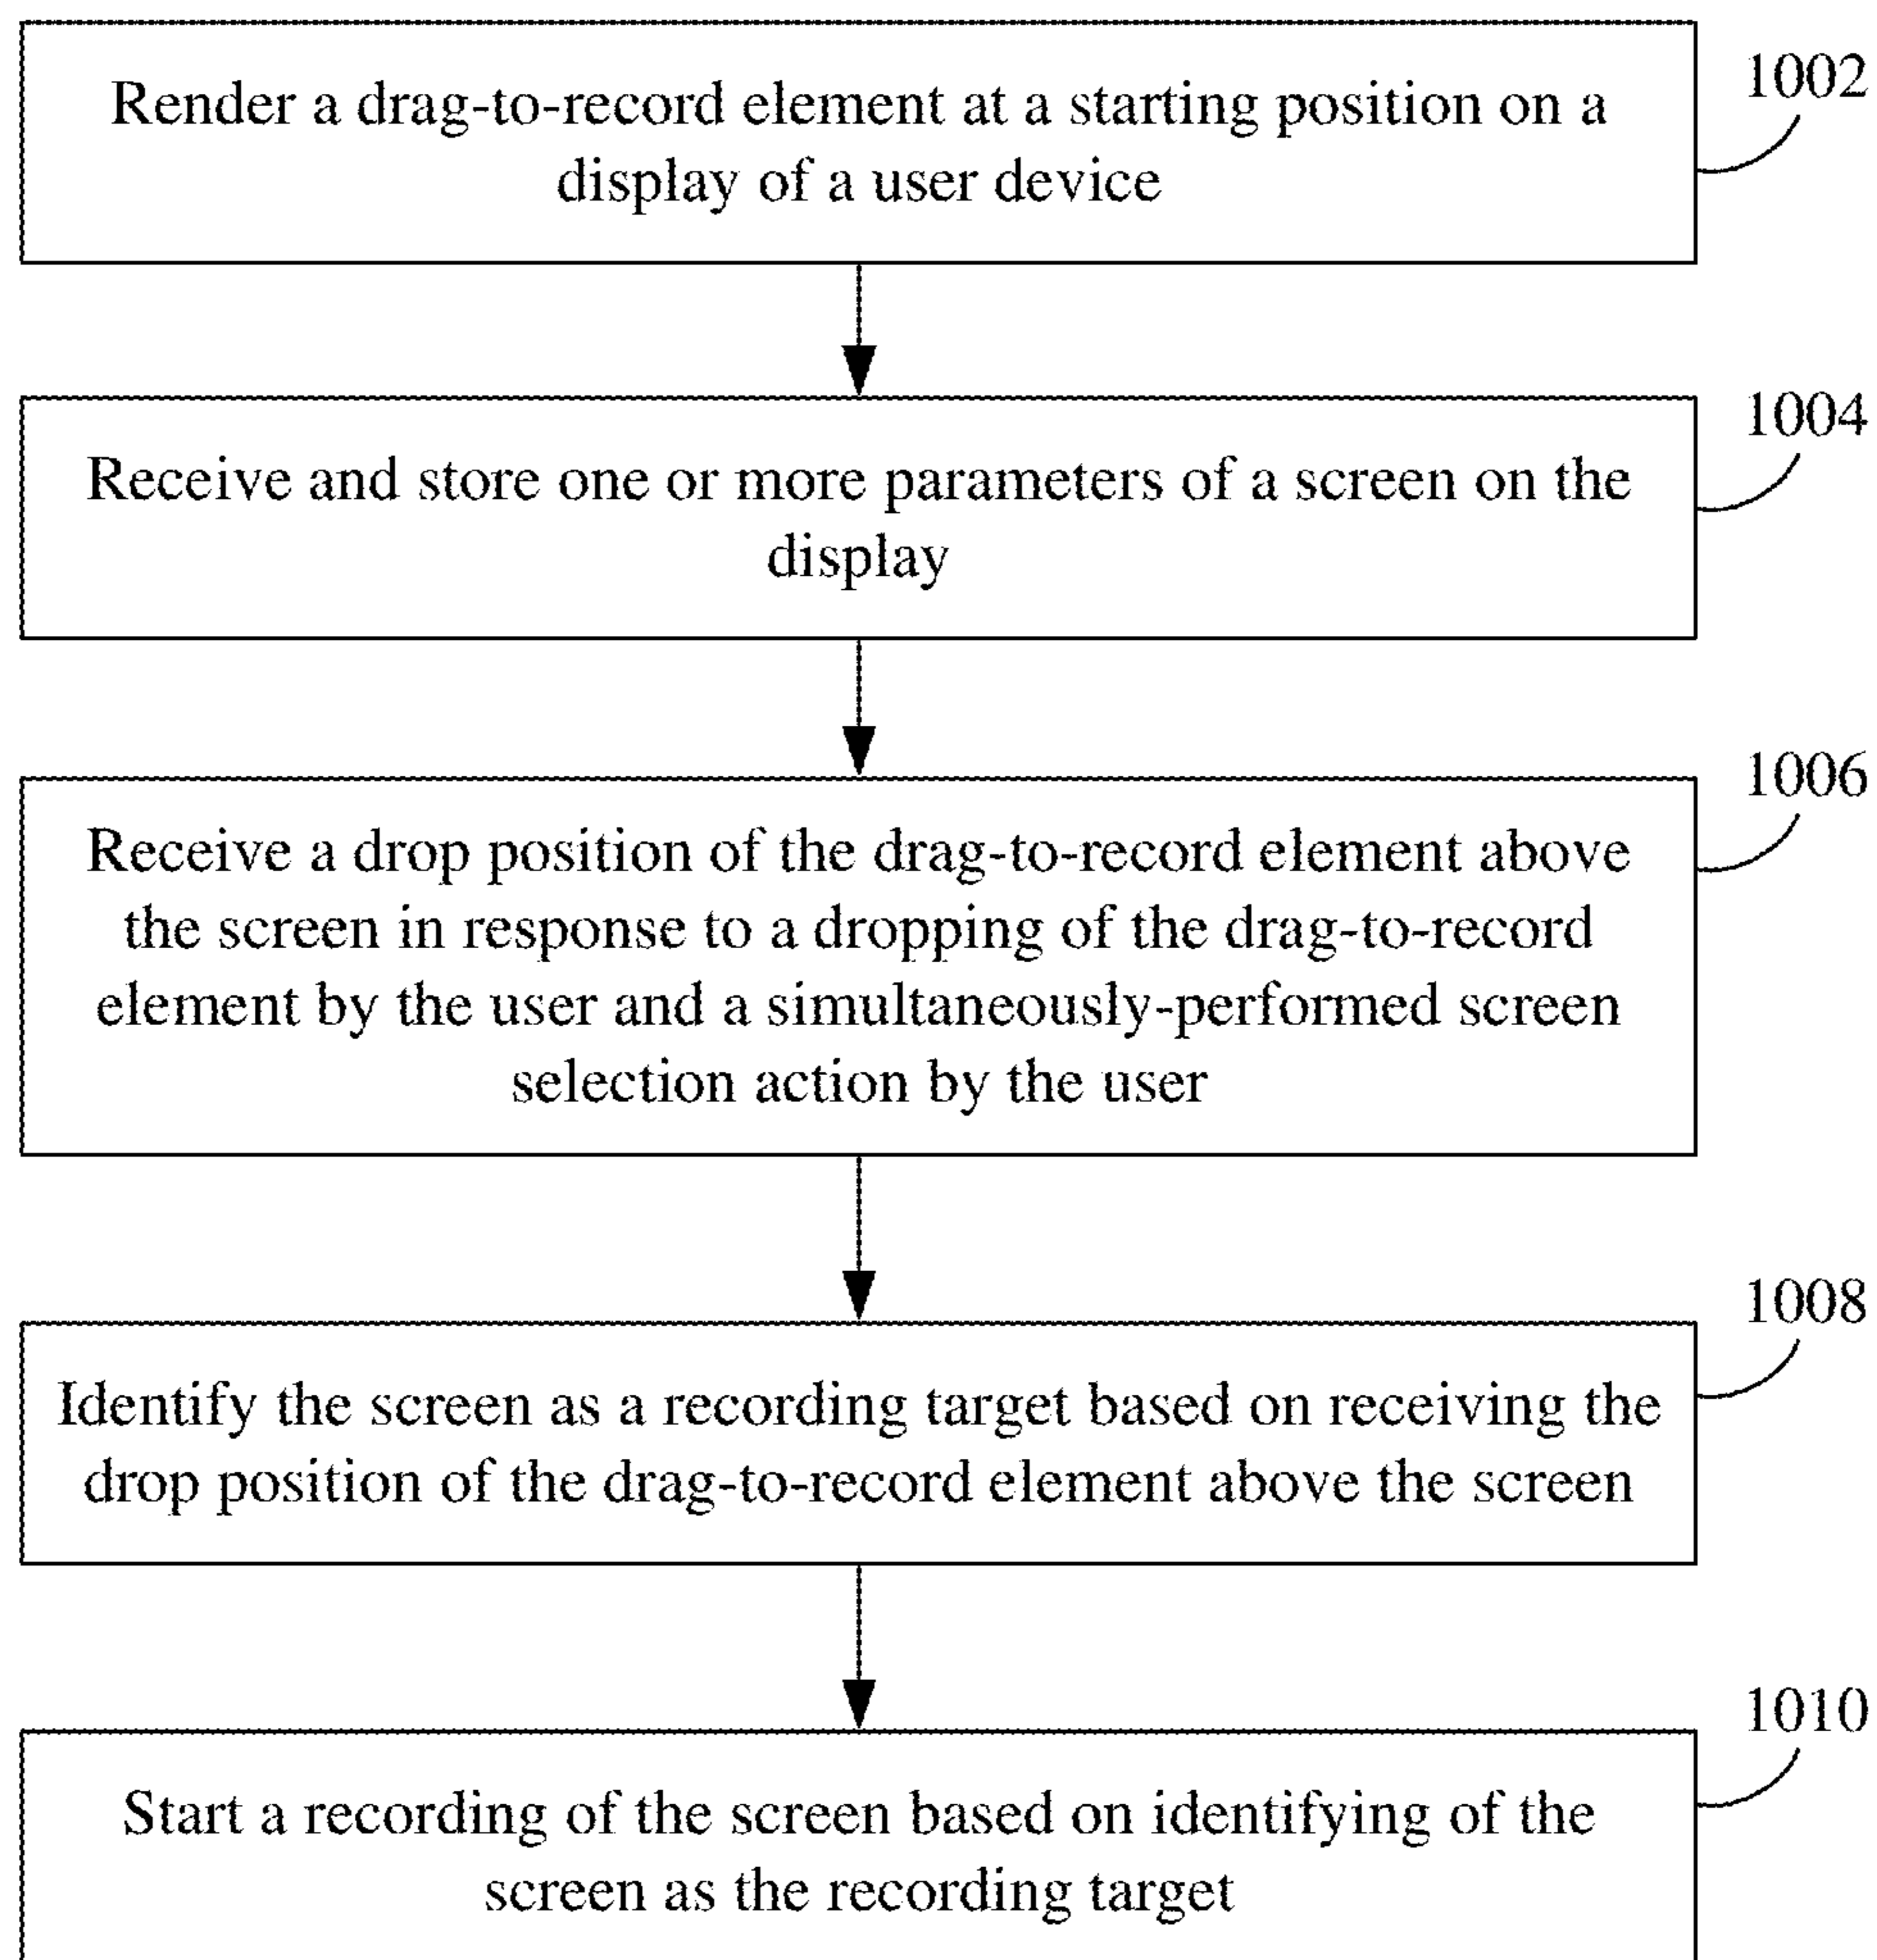 Render a drag-to-record element at a starting position on a
display of a user device
1002
Receive and store one or more parameters of a screen on the
display
1004
Receive a drop position of the drag-to-record element above
the screen in response to a dropping of the drag-to-record
element by the user and a simultaneously-performed screen
selection action by the user
1006
Identify the screen as a recording target based on receiving the
drop position of the drag-to-record element above the screen
1008
Start a recording of the screen based on identifying of the
screen as the recording target
1010